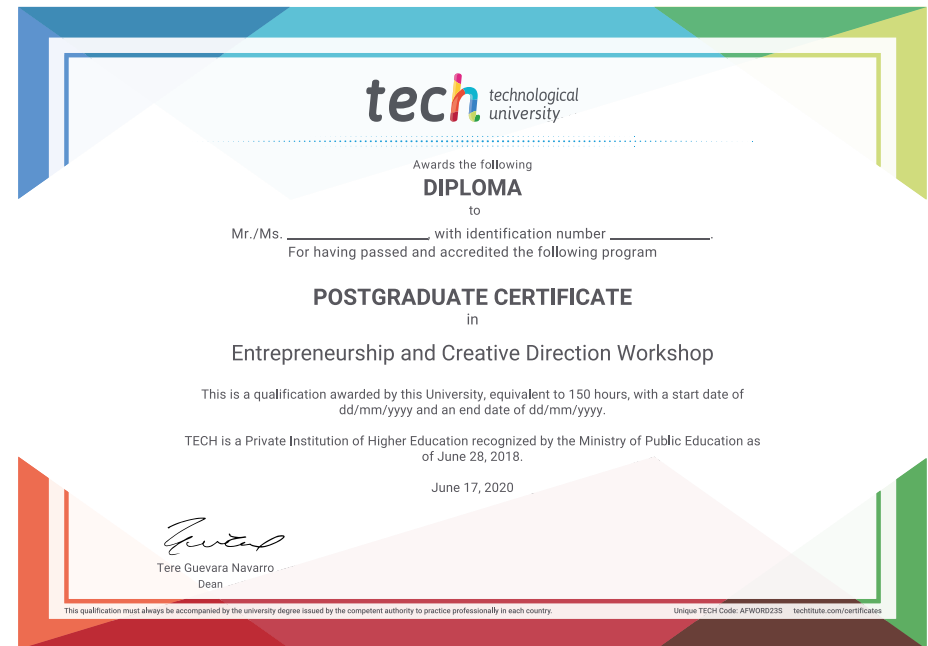 tech technological
university
Awards the following
DIPLOMA
to
Mr./Ms. ____________________, with identification number ______________.
For having passed and accredited the following program
POSTGRADUATE CERTIFICATE
in
Entrepreneurship and Creative Direction Workshop
This is a qualification awarded by this University, equivalent to 150 hours, with a start date of
dd/mm/yyyy and an end date of dd/mm/yyyy.
TECH is a Private Institution of Higher Education recognized by the Ministry of Public Education as
of June 28, 2018.
June 17, 2020
Tere Guevara Navarro
Dean
This qualification must always be accompanied by the university degree issued by the competent authority to practice professionally in each country. Unique TECH Code: AFWORD23S techtitute.com/certificates